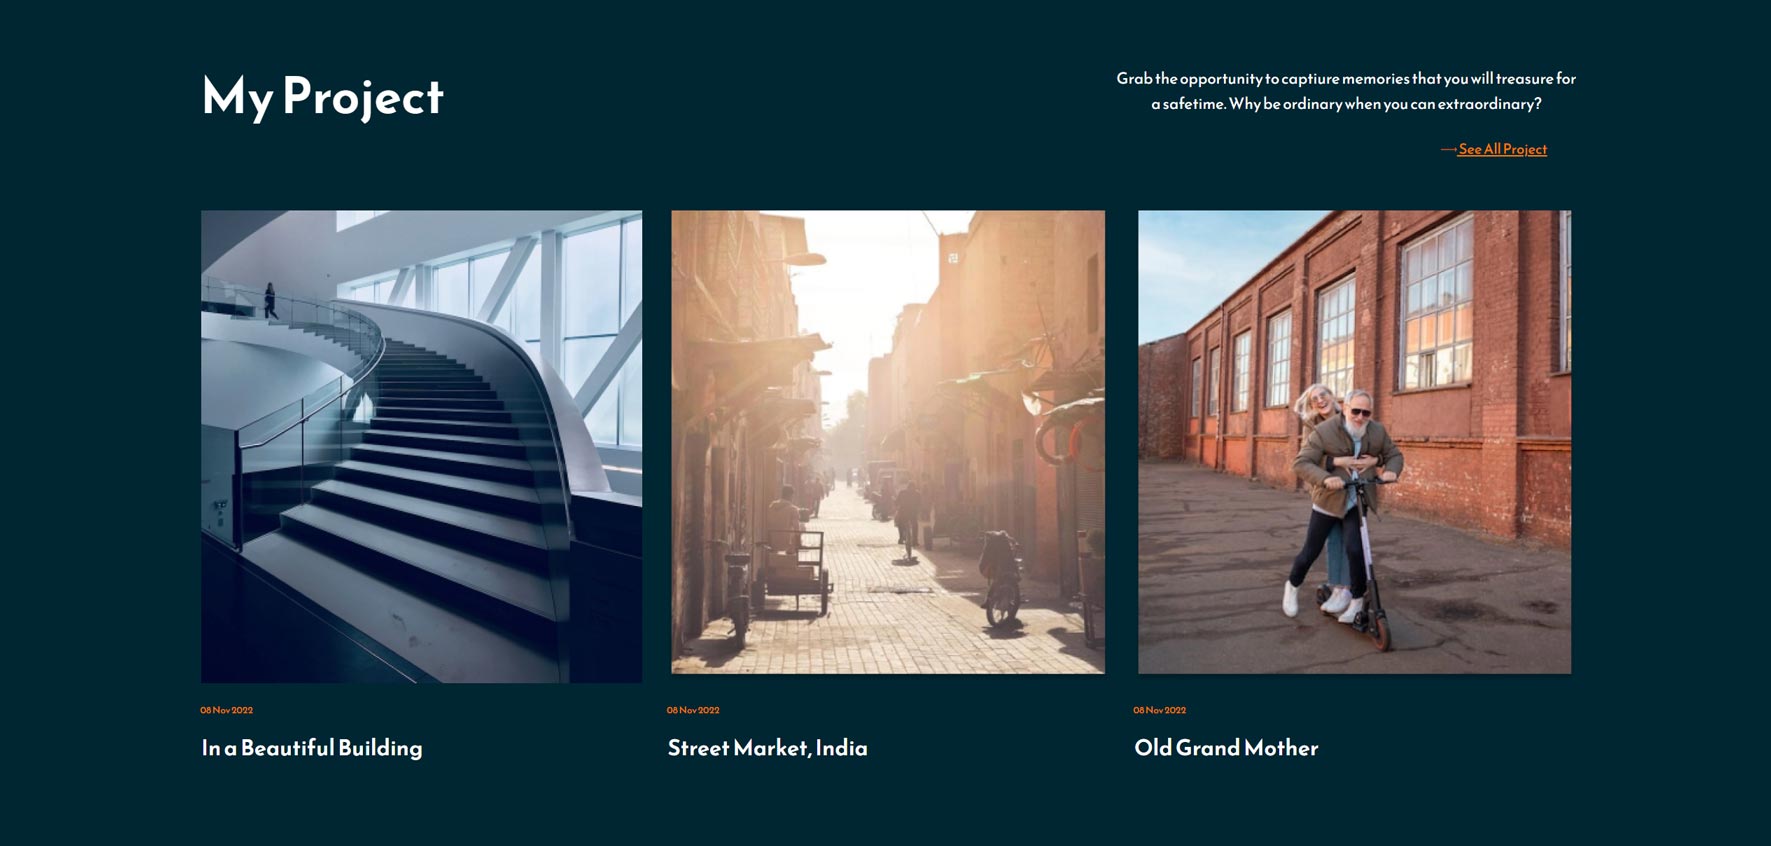 My Project
Grab the opportunity to captiure memories that you will treasure for
a safetime. Why be ordinary when you can extraordinary?
See All Project
08 Nov 2022
In a Beautiful Building
08 Nov 2022
Street Market, India
08 Nov 2022
Old Grand Mother